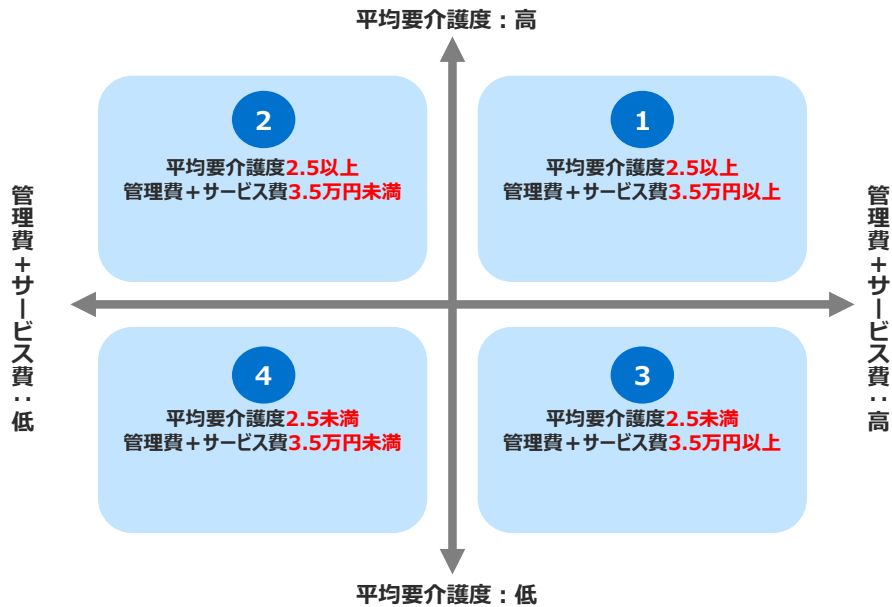 平均要介護度：高
2
平均要介護度2.5以上
管理費＋サービス費3.5万円未満
1
平均要介護度2.5以上
管理費＋サービス費3.5万円以上
管理費＋サービス費：低
管理費＋サービス費：高
4
平均要介護度2.5未満
管理費＋サービス費3.5万円未満
3
平均要介護度2.5未満
管理費＋サービス費3.5万円以上
平均要介護度：低